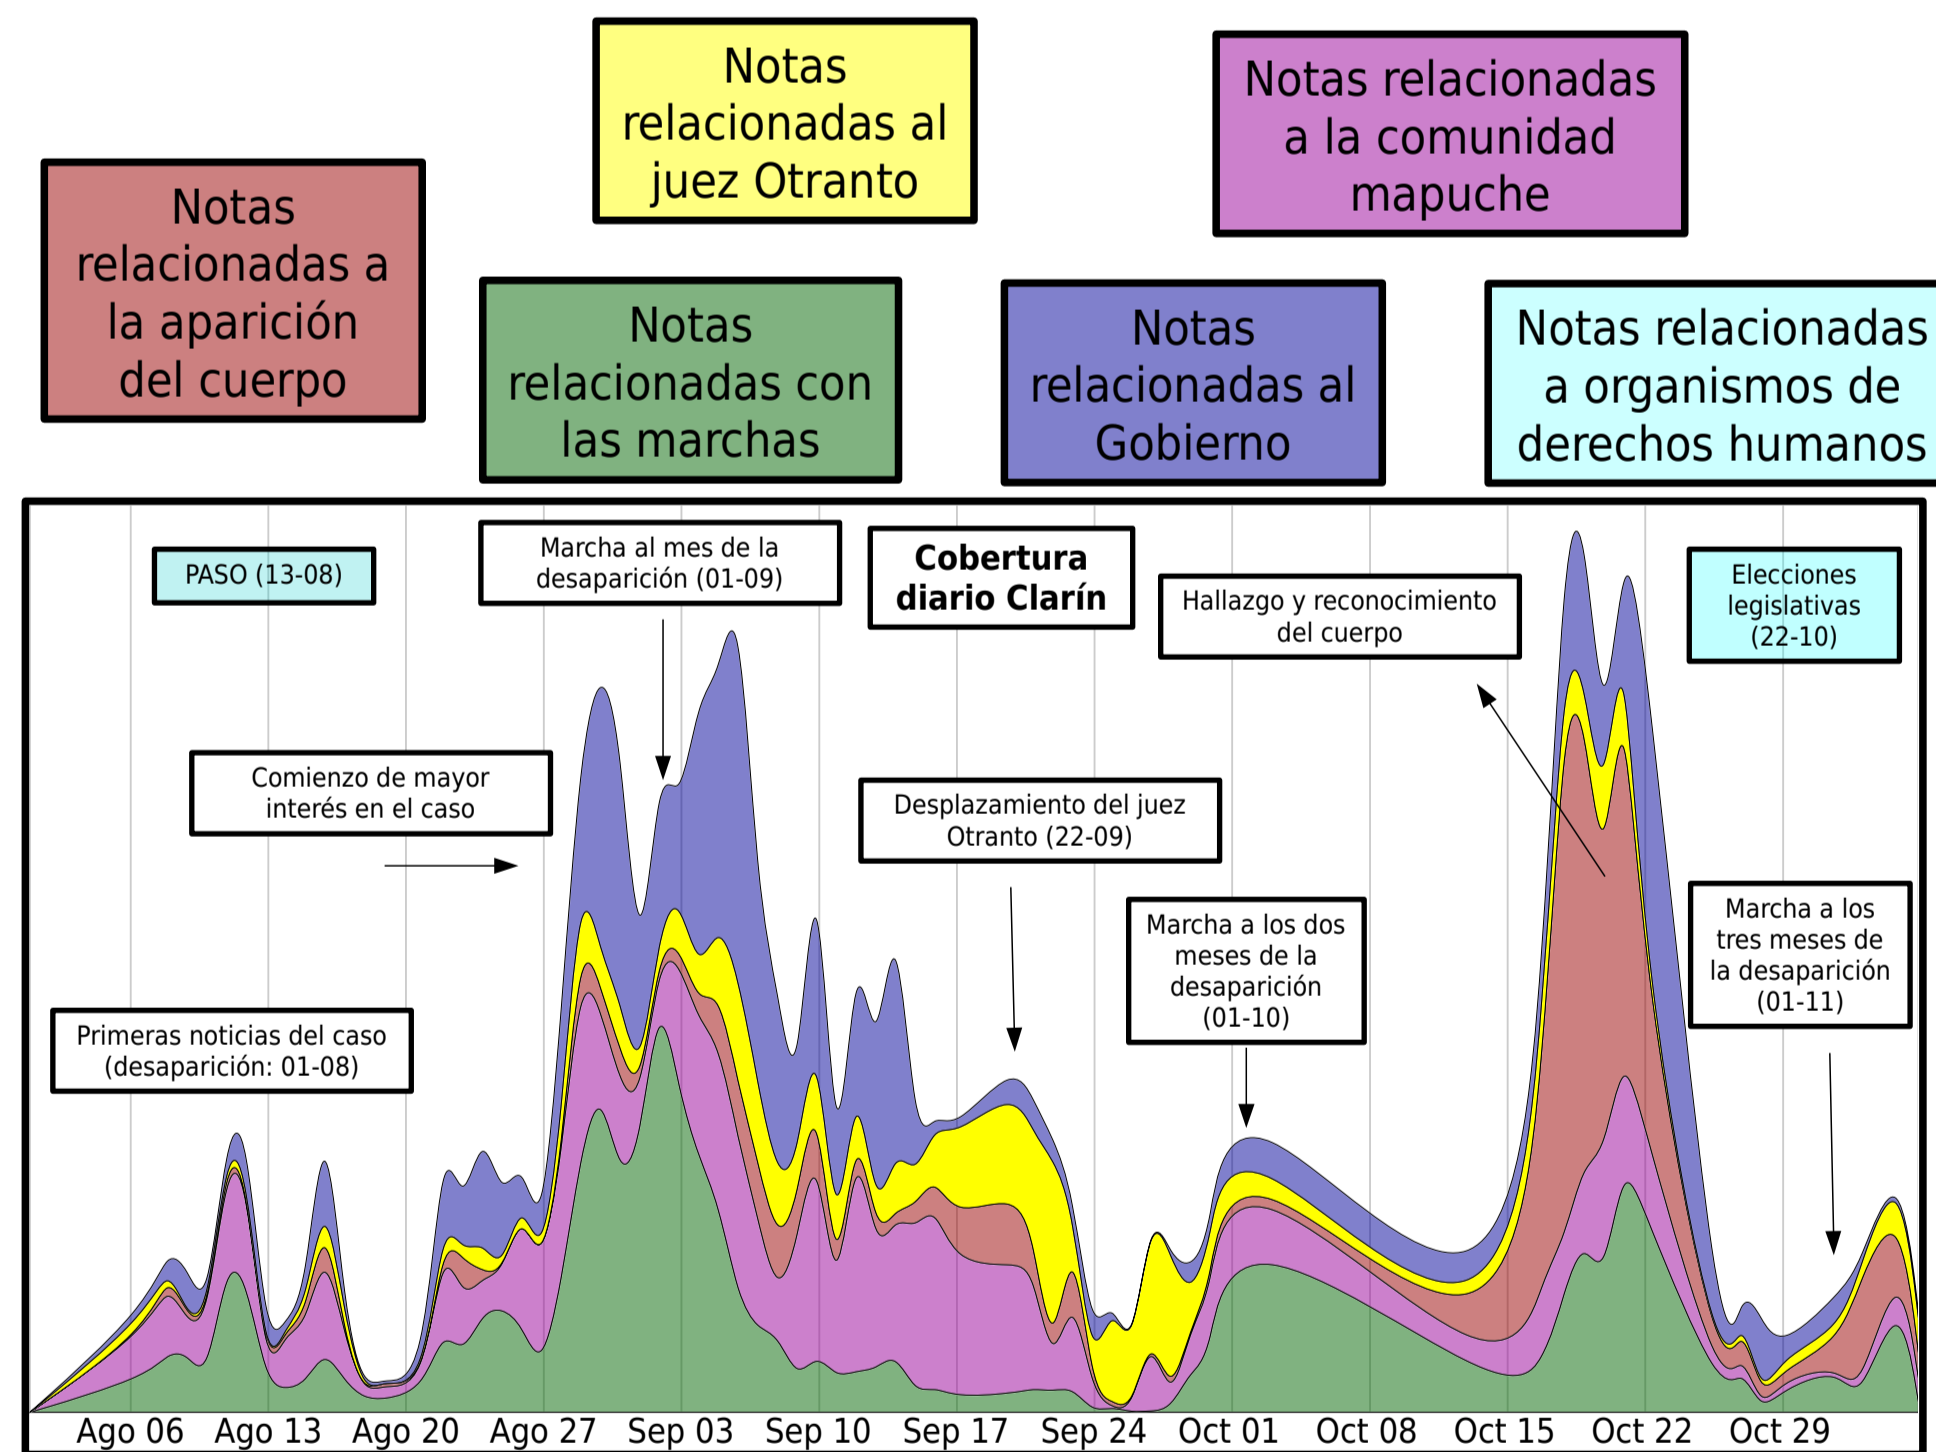 Notas
relacionadas al
juez Otranto
Notas relacionadas
a la comunidad
mapuche
Notas
relacionadas a
la aparición
del cuerpo
Notas
relacionadas con
las marchas
Notas
relacionadas al
Gobierno
Notas relacionadas
a organismos de
derechos humanos
PASO (13-08)
Marcha al mes de la
desaparición (01-09)
Cobertura
diario Clarín
Hallazgo y reconocimiento
del cuerpo
Elecciones
legislativas
(22-10)
Comienzo de mayor
interés en el caso
Desplazamiento del juez
Otranto (22-09)
Marcha a los dos
meses de la
desaparición
(01-10)
Marcha a los
tres meses de
la desaparición
(01-11)
Primeras noticias del caso
(desaparición: 01-08)
Ago 06 Ago 13 Ago 20 Ago 27 Sep 03 Sep 10 Sep 17 Sep 24 Oct 01 Oct 08 Oct 15 Oct 22 Oct 29